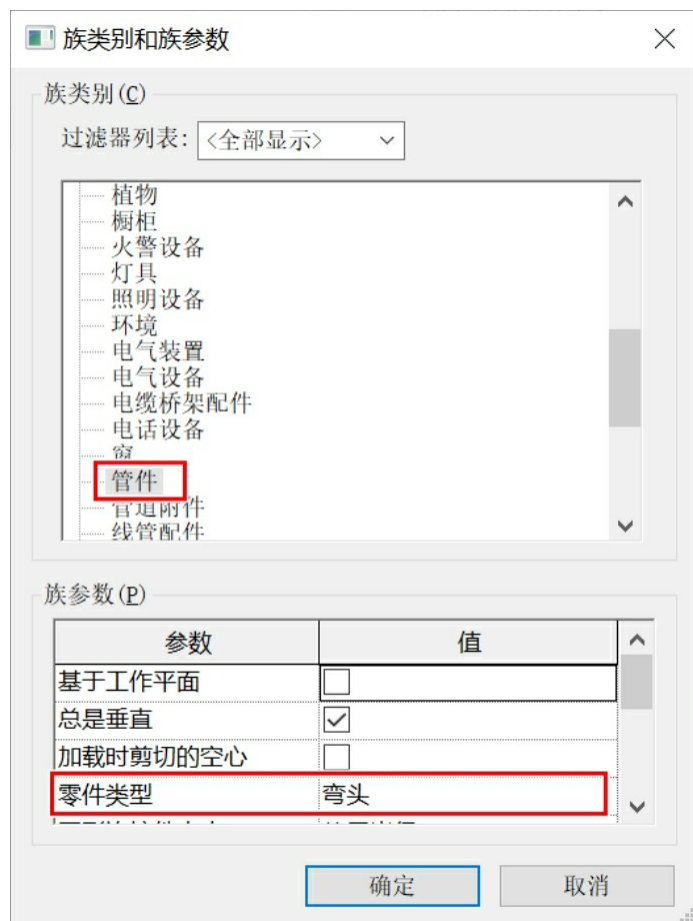 族类别和族参数
族类别(C)
过滤器列表: <全部显示>
植物
橱柜
火警设备
灯具
照明设备
环境
电气装置
电气设备
电缆桥架配件
电话设备
窗
管件
管道附件
线管配件
族参数(P)
参数 值
基于工作平面
总是垂直
加载时剪切的空心
零件类型 弯头
确定 取消